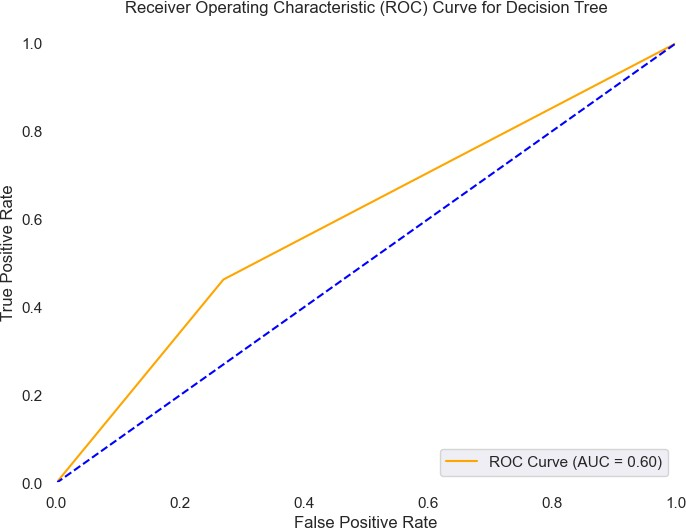 Receiver Operating Characteristic (ROC) Curve for Decision Tree
1.0
0.8
0.6
0.4
0.2
0.0
True Positive Rate
ROC Curve (AUC = 0.60)
0.0 0.2 0.4 0.6 0.8 1.0
False Positive Rate